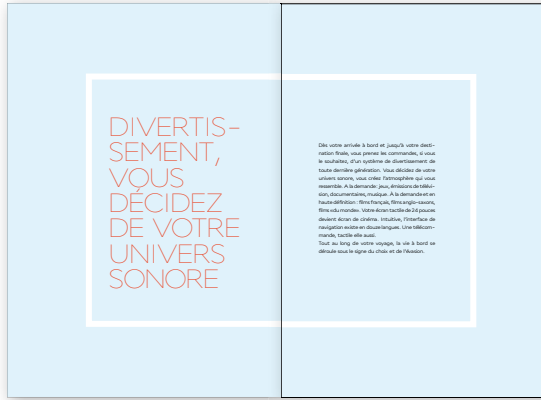 DIVERTIS–
SEMENT,
VOUS
DÉCIDEZ
DE VOTRE
UNIVERS
SONORE
Dès votre arrivée à bord et jusqu'à votre desti–
nation finale, vous prenez les commandes, si vous
le souhaitez, d'un système de divertissement de
toute dernière génération. Vous décidez de votre
univers sonore, vous créez l'atmosphère qui vous
ressemble. A la demande: jeux, émissions de télévi–
sion, documentaires, musique. À la demande et en
haute définition : films français, films anglo-saxons,
films «du monde». Votre écran tactile de 24 pouces
devient écran de cinéma. Intuitive, l'interface de
navigation existe en douze langues. Une télécom–
mande, tactile elle aussi.
Tout au long de votre voyage, la vie à bord se
déroule sous le signe du choix et de l'évasion.